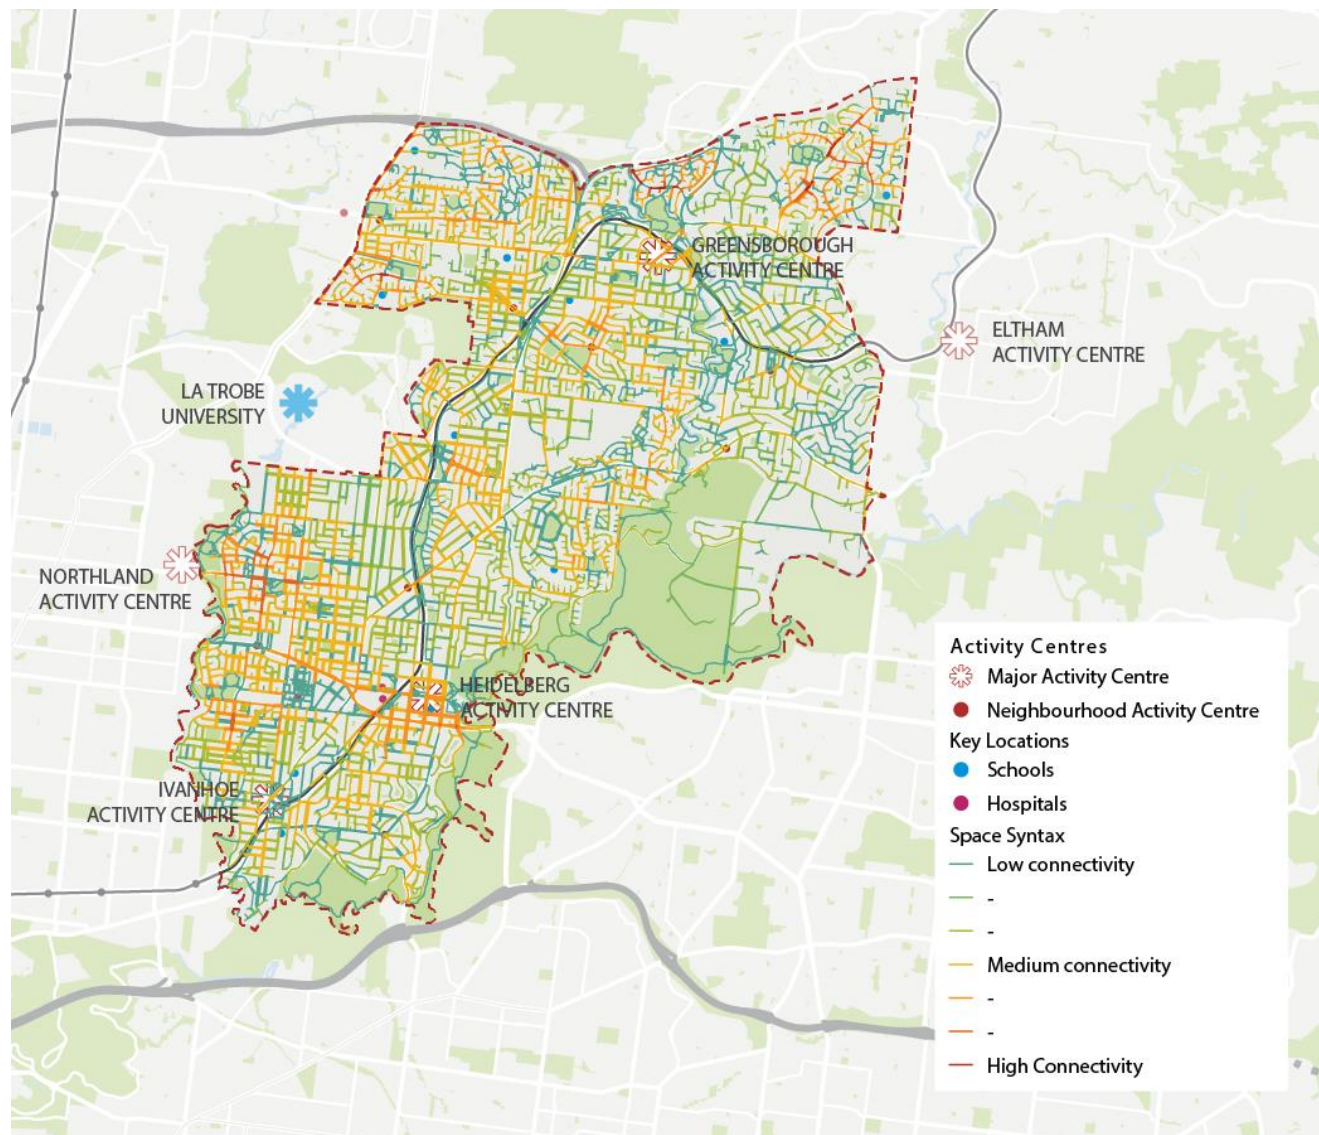 GREENSBOROUGH
ACTIVITY CENTRE
ELTHAM
ACTIVITY CENTRE
LA TROBE
UNIVERSITY
NORTHLAND
ACTIVITY CENTRE
HEIDELBERG
ACTIVITY CENTRE
IVANHOE
ACTIVITY CENTRE
Activity Centres
Major Activity Centre
Neighbourhood Activity Centre
Key Locations
Schools
Hospitals
Space Syntax
Low connectivity
-
-
Medium connectivity
-
-
High Connectivity